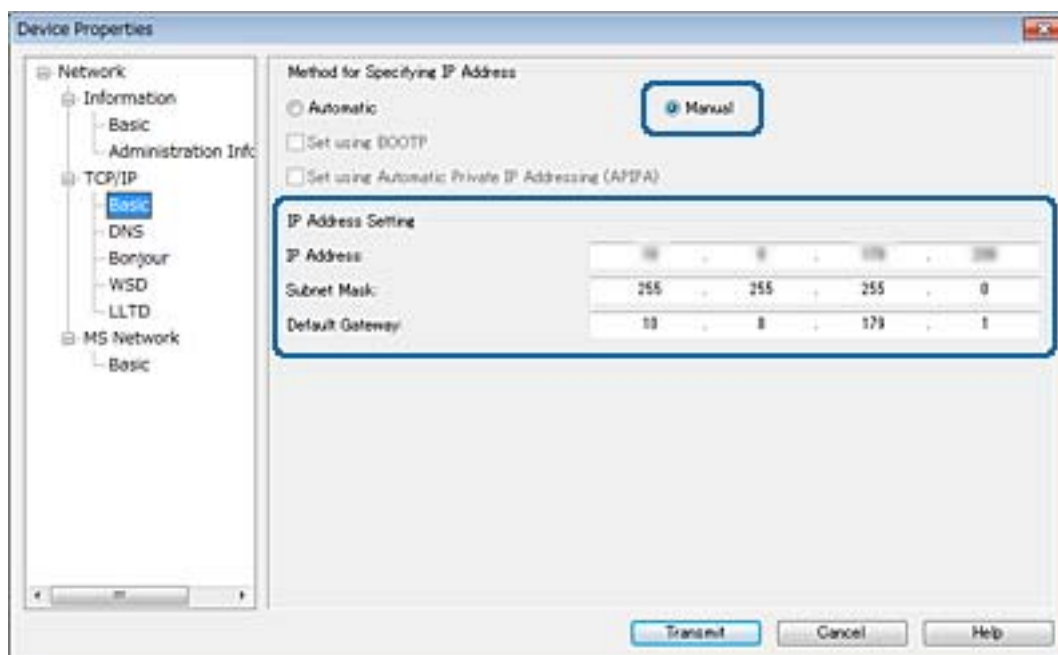 Device Properties
Network
Information
Basic
Administration Info
TCP/IP
Basic
DNS
Bonjour
WSD
LLTD
MS Network
Basic
Method for Specifying IP Address
Automatic Manual
Set using BOOTP
Set using Automatic Private IP Addressing (APIPA)
IP Address Setting
IP Address:
Subnet Mask: 255 . 255 . 255 . 0
Default Gateway: 10 . 8 . 179 . 1
Transmit Cancel Help